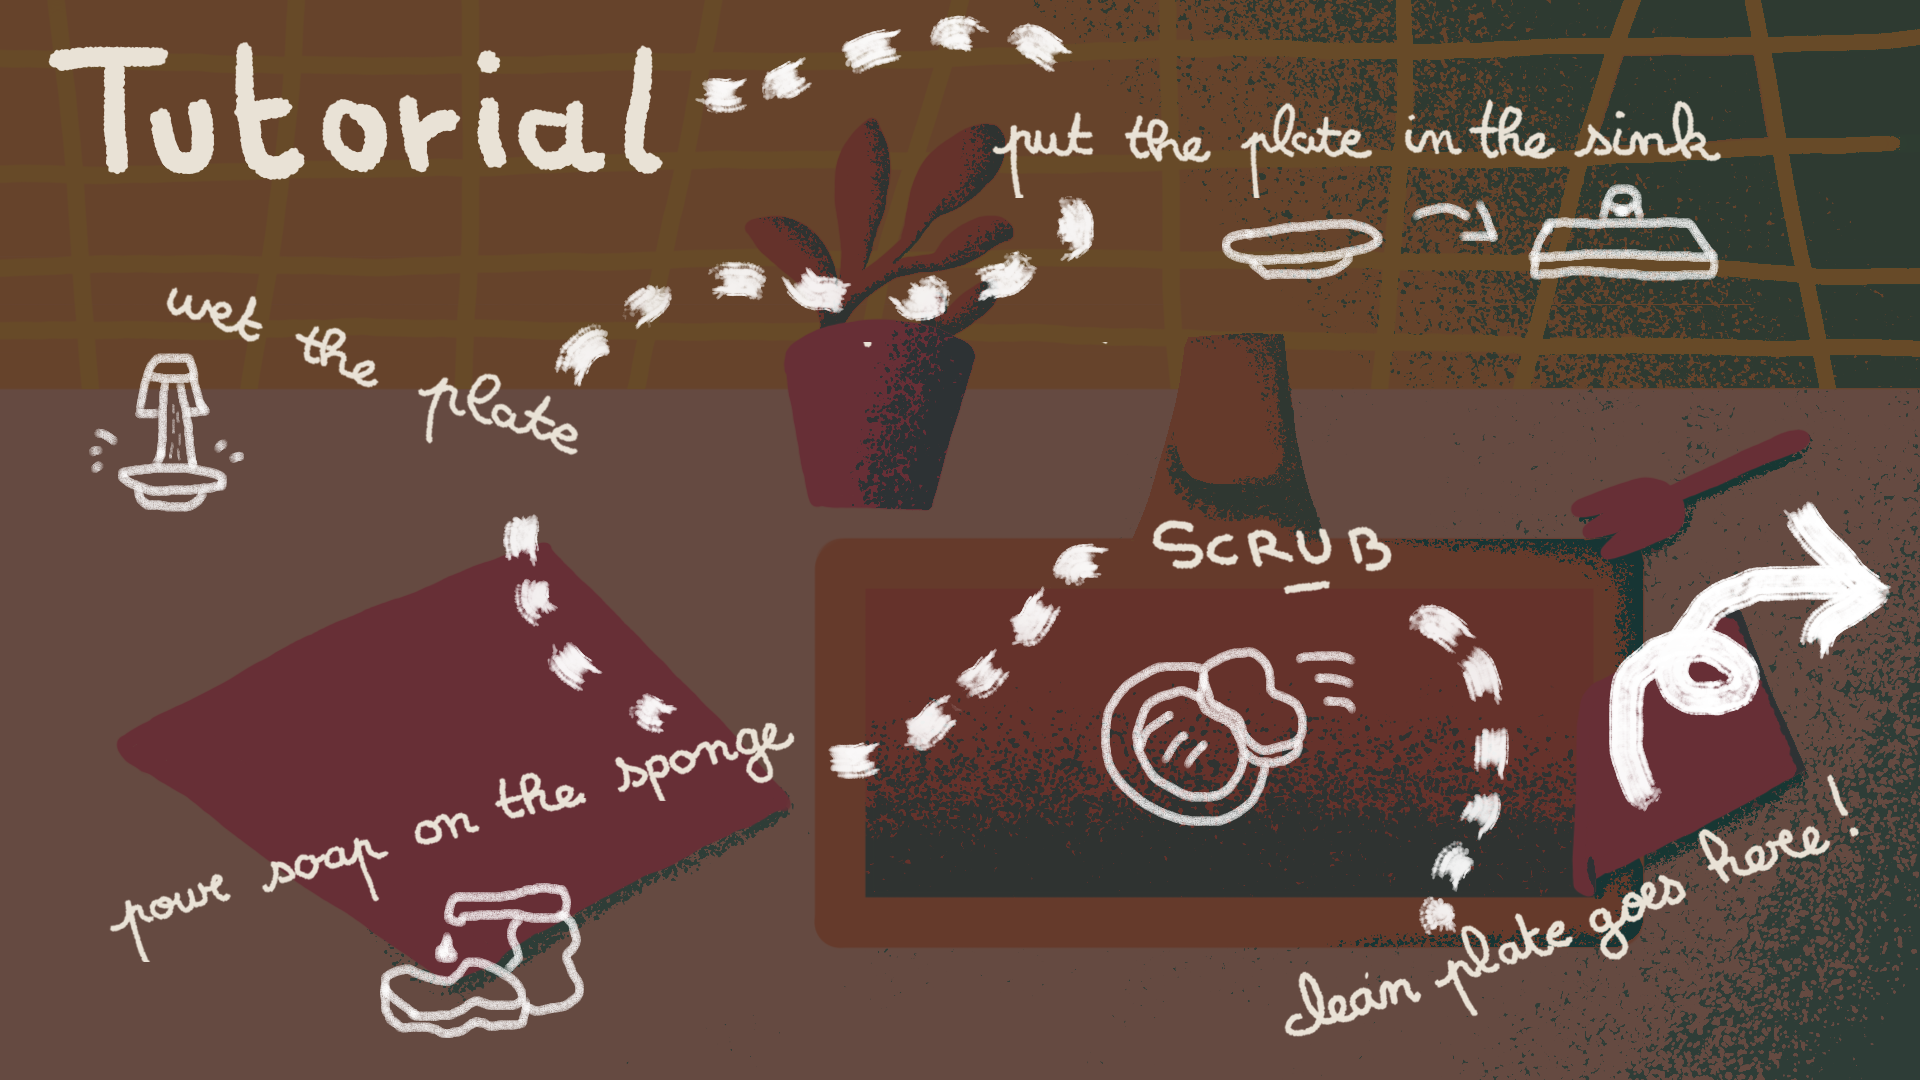 Tutorial
put the plate in the sink
wet the plate
pour soap on the sponge
SCRUB
clean plate goes here!